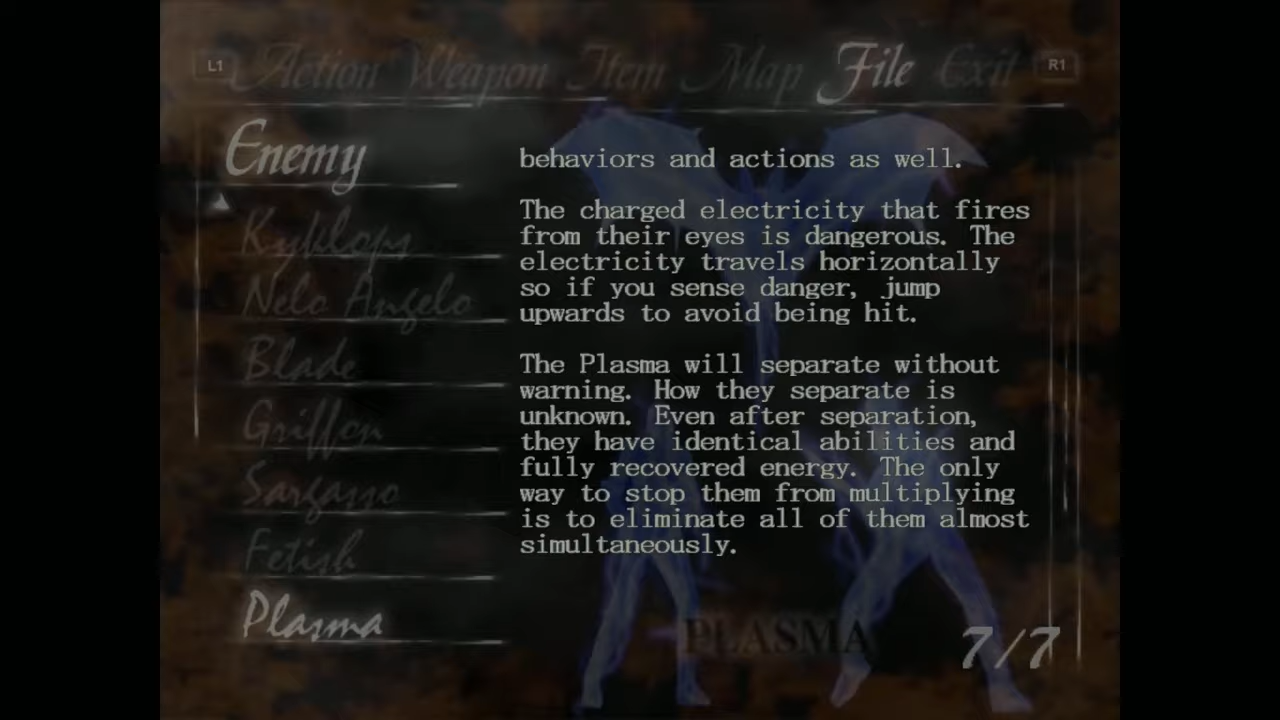 L1 Action Weapon Item Map File Exit R1
Enemy
Kyklops
Nelo Angelo
Blade
Griffon
Sargasso
Fetish
Plasma
behaviors and actions as well.
The charged electricity that fires
from their eyes is dangerous. The
electricity travels horizontally
so if you sense danger, jump
upwards to avoid being hit.
The Plasma will separate without
warning. How they separate is
unknown. Even after separation,
they have identical abilities and
fully recovered energy. The only
way to stop them from multiplying
is to eliminate all of them almost
simultaneously.
PLASMA
7/7